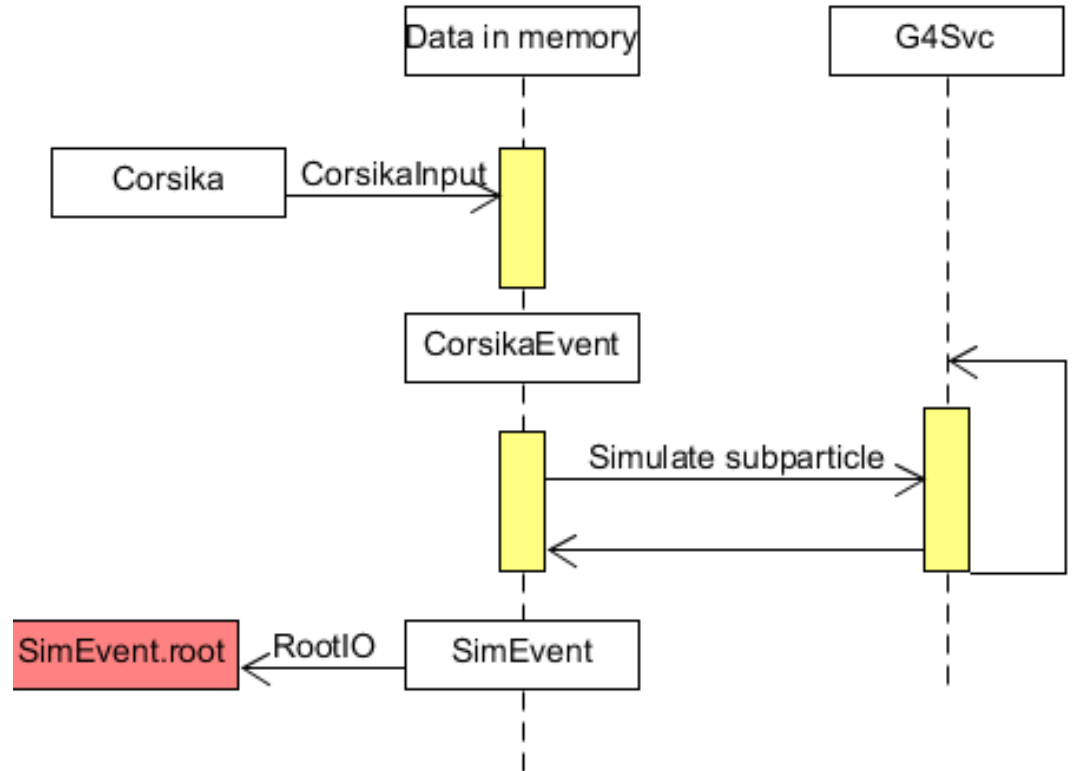 Data in memory
G4Svc
Corsika
CorsikaInput
CorsikaEvent
Simulate subparticle
SimEvent.root
RootIO
SimEvent